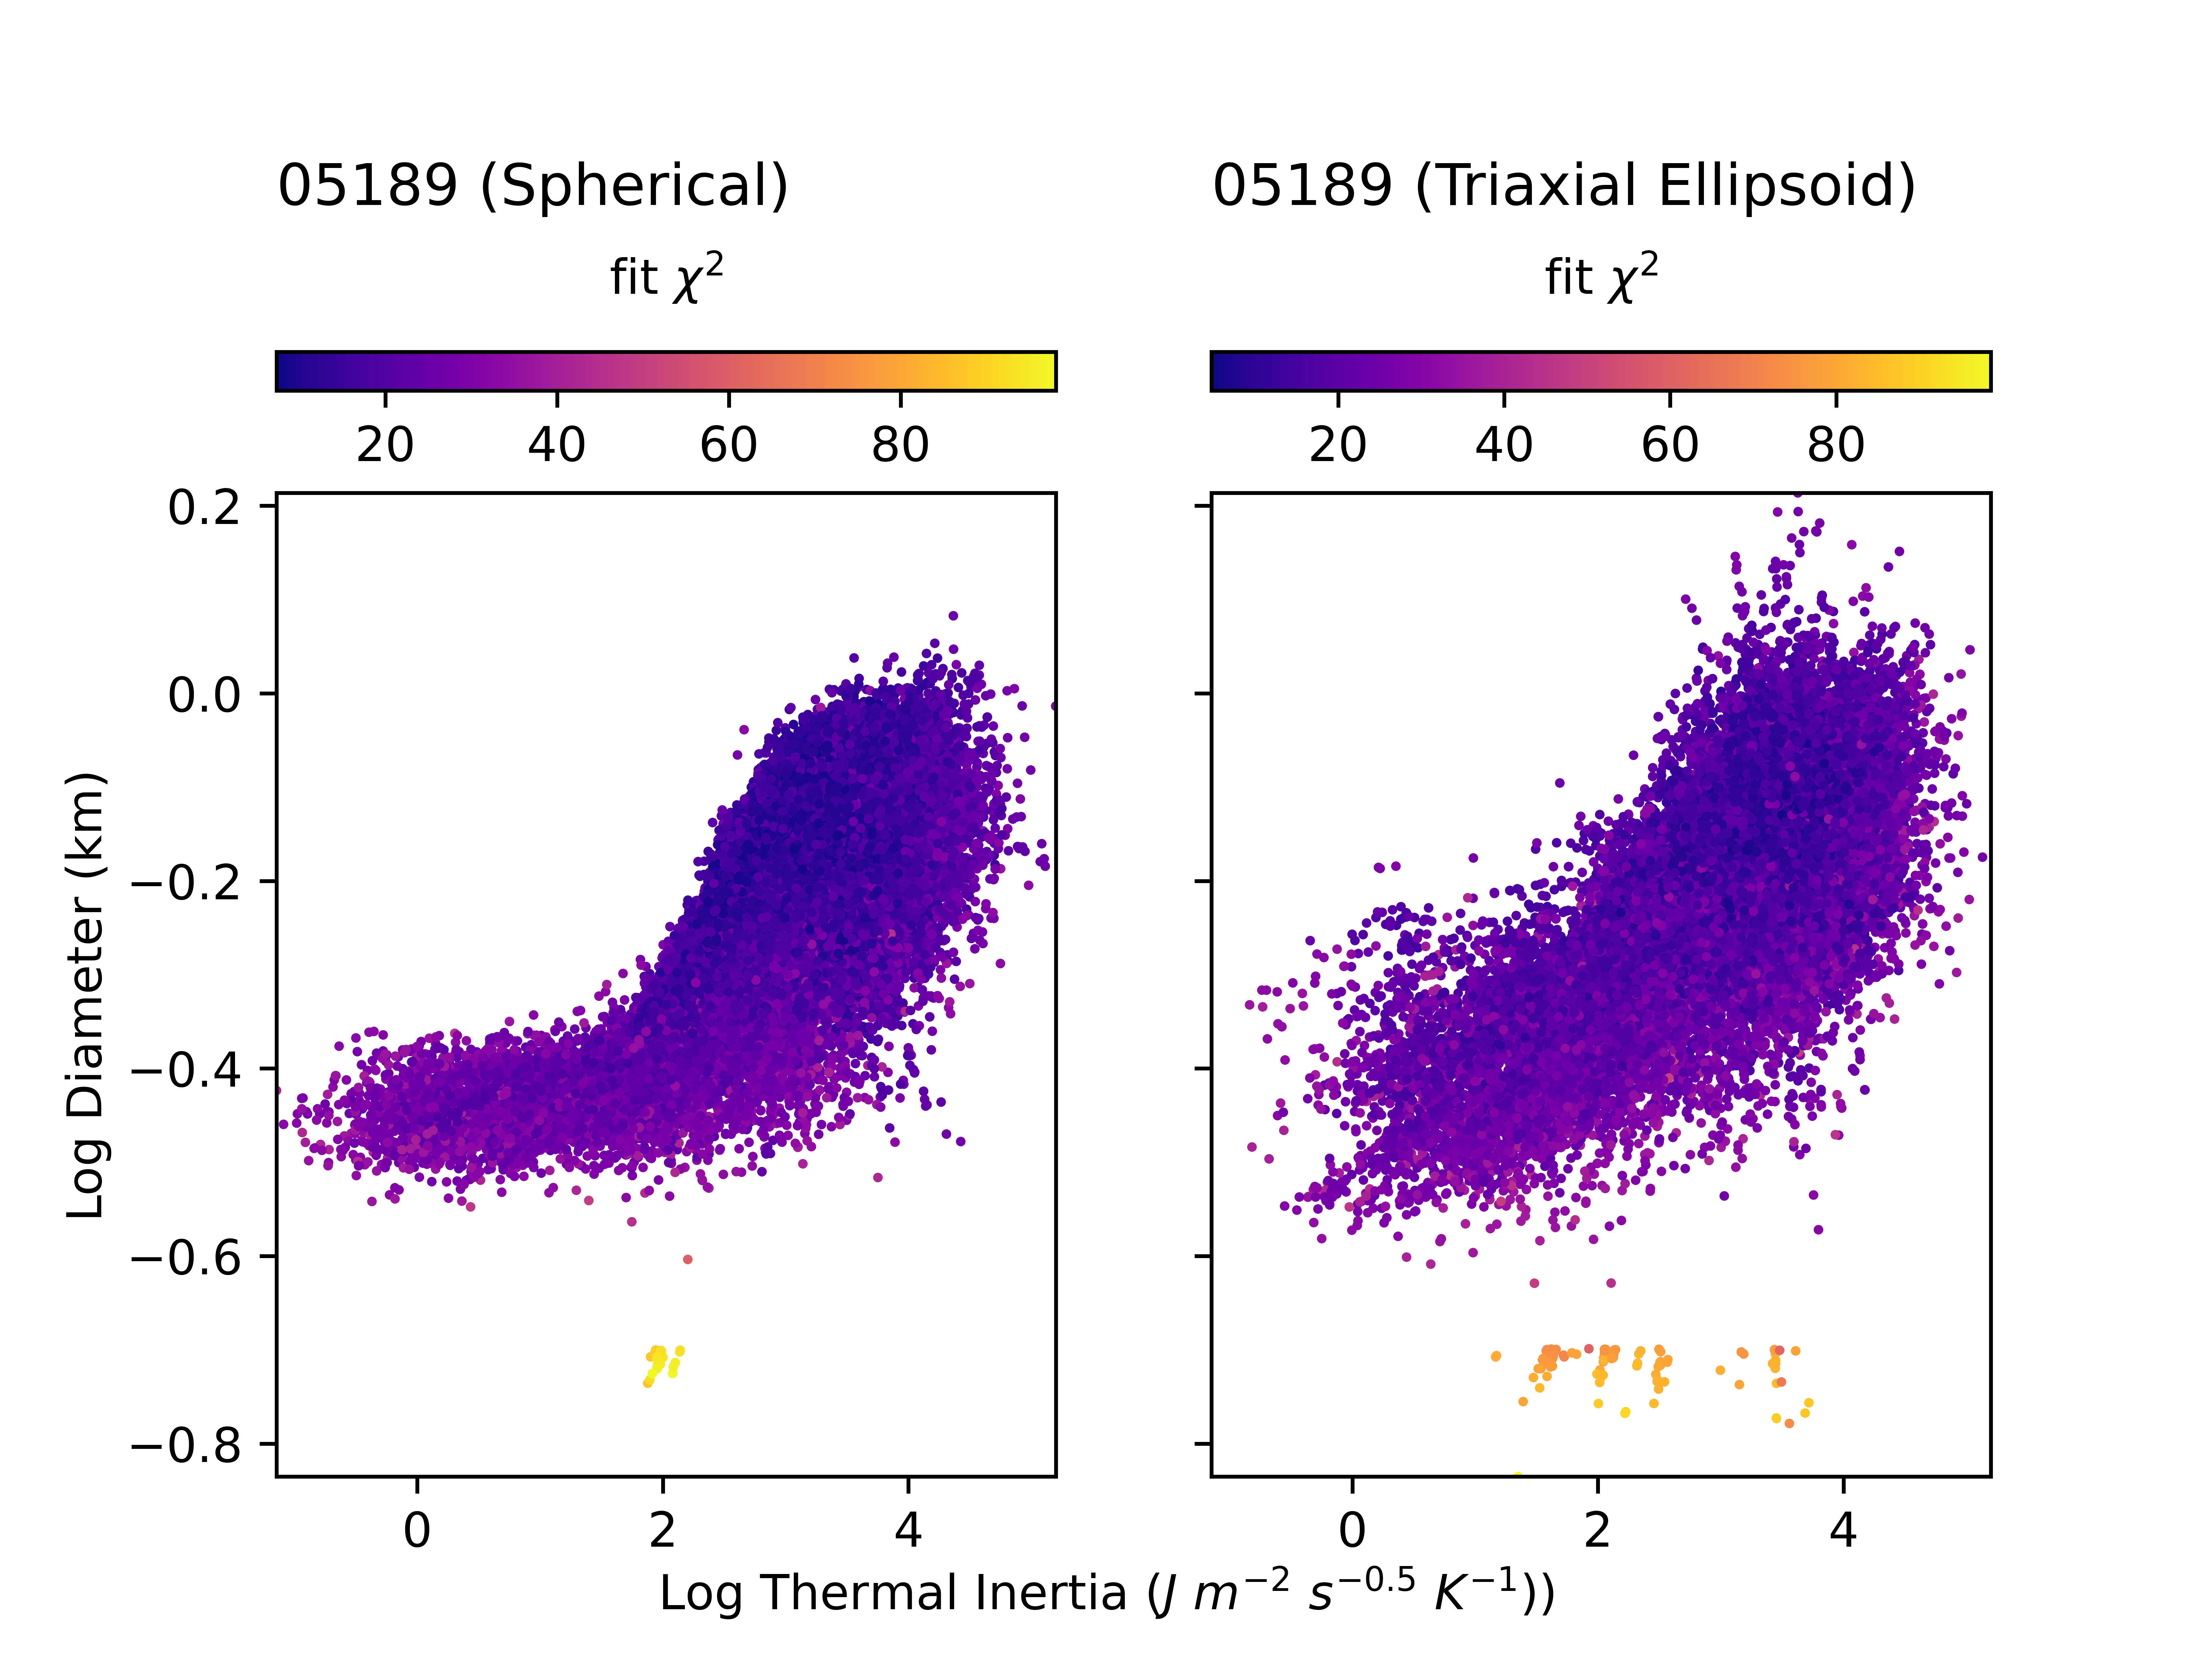 05189 (Spherical)
05189 (Triaxial Ellipsoid)
fit χ²
fit χ²
20 40 60 80
20 40 60 80
0.2
0.0
−0.2
−0.4
−0.6
−0.8
Log Diameter (km)
0 2 4
0 2 4
Log Thermal Inertia (J m⁻² s⁻⁰·⁵ K⁻¹))